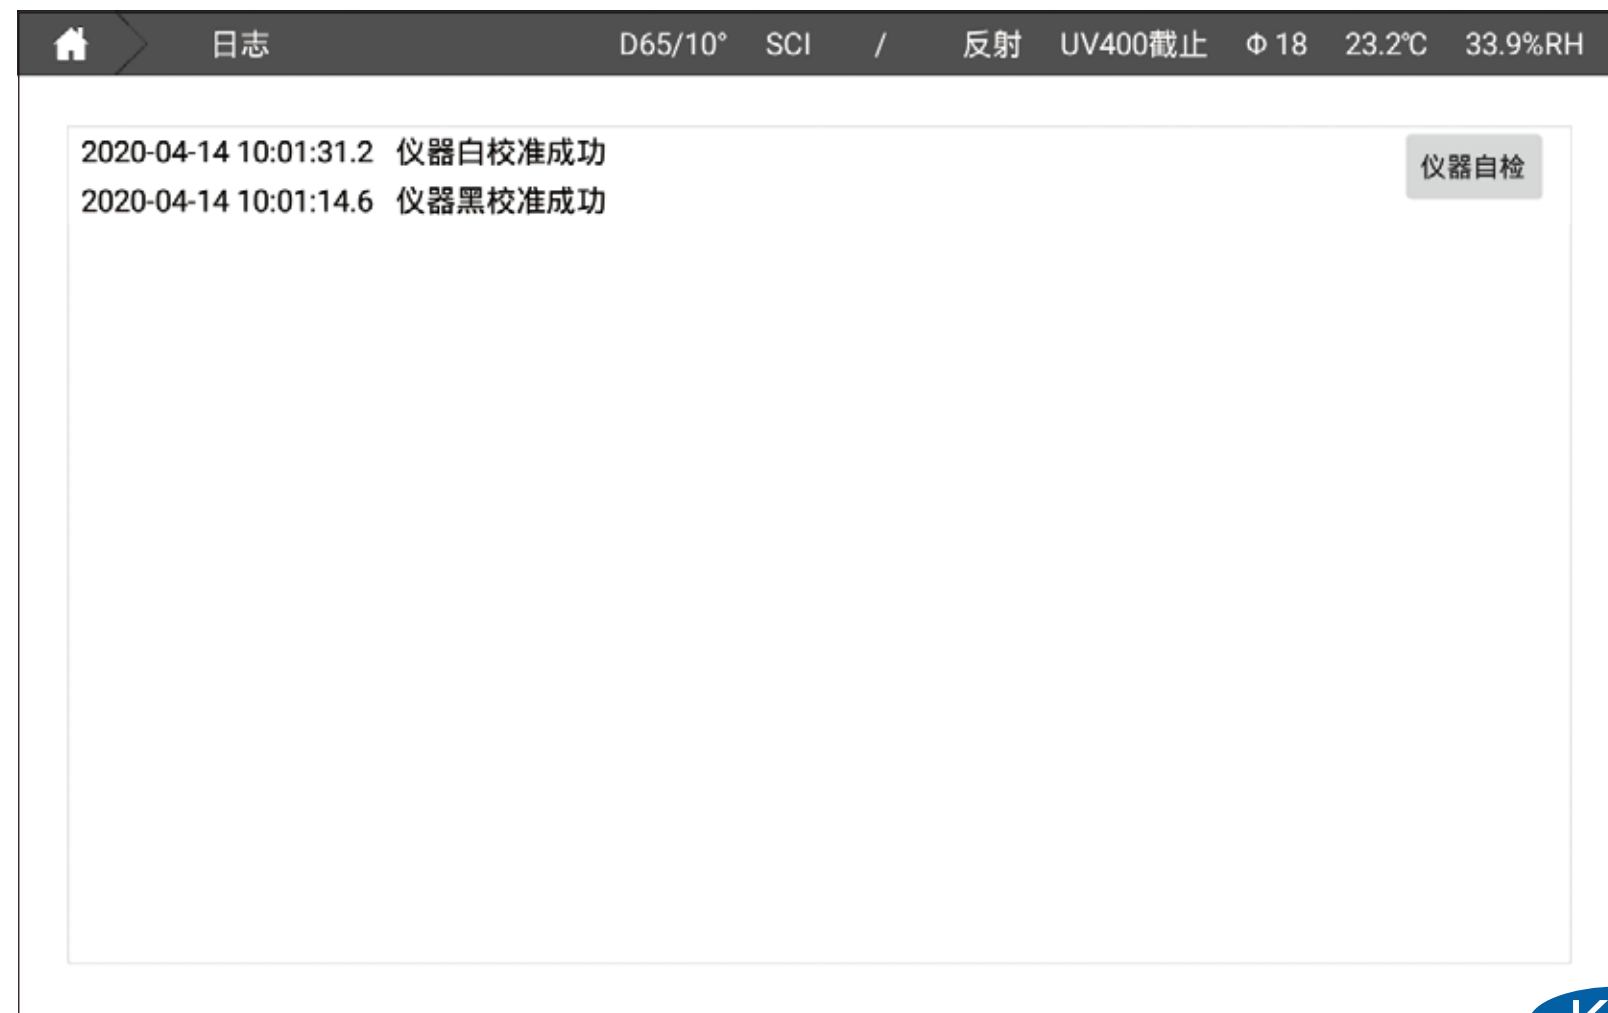 日志 D65/10° SCI / 反射 UV400截止 Φ 18 23.2℃ 33.9%RH
2020-04-14 10:01:31.2 仪器白校准成功
仪器自检
2020-04-14 10:01:14.6 仪器黑校准成功